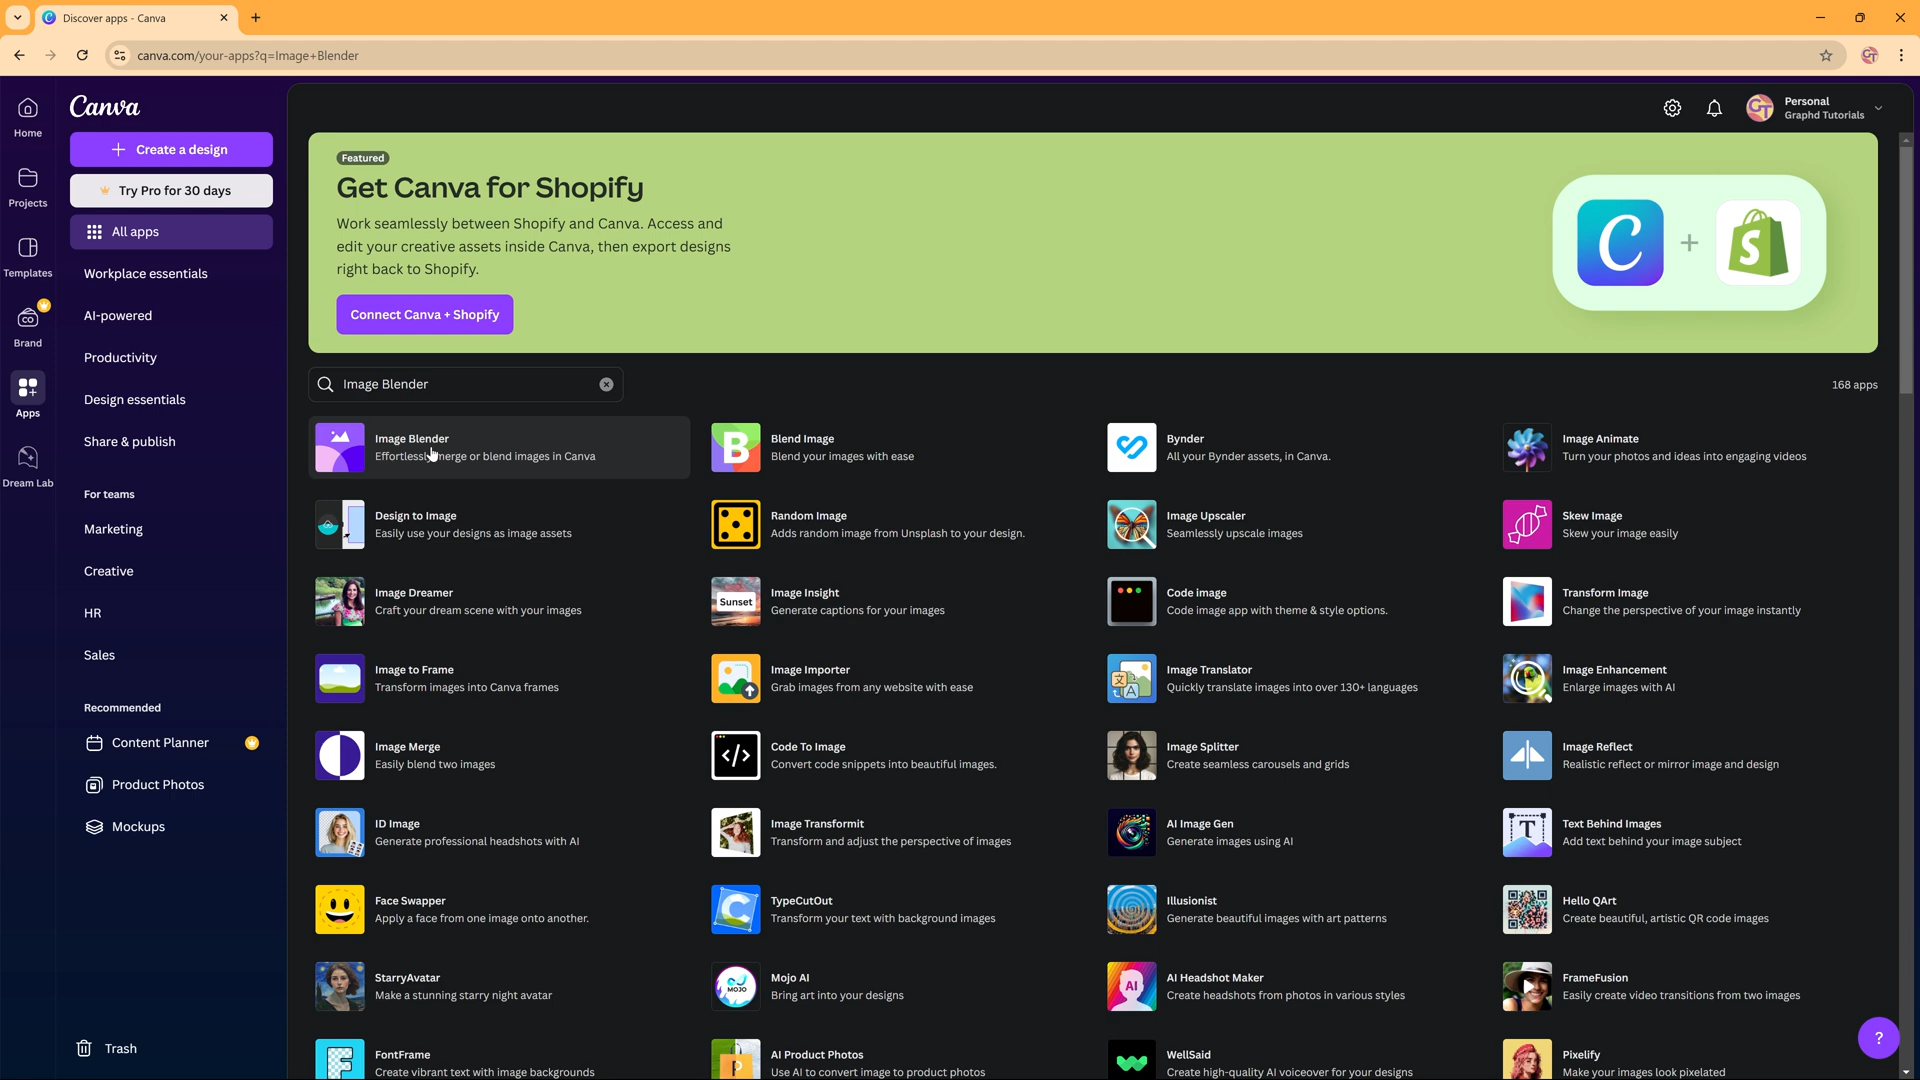 Discover apps - Canva
canva.com/your-apps?q=Image+Blender
GT
Home
Projects
Templates
Brand
Apps
Dream Lab
Canva
Create a design
Try Pro for 30 days
All apps
Workplace essentials
AI-powered
Productivity
Design essentials
Share & publish
For teams
Marketing
Creative
HR
Sales
Recommended
Content Planner
Product Photos
Mockups
Trash
GT
Personal
Graphd Tutorials
Featured
Get Canva for Shopify
Work seamlessly between Shopify and Canva. Access and
edit your creative assets inside Canva, then export designs
right back to Shopify.
Connect Canva + Shopify
C + S
Image Blender
168 apps
Image Blender
Effortlessly merge or blend images in Canva
B
Blend Image
Blend your images with ease
Bynder
All your Bynder assets, in Canva.
Image Animate
Turn your photos and ideas into engaging videos
Design to Image
Easily use your designs as image assets
Random Image
Adds random image from Unsplash to your design.
Image Upscaler
Seamlessly upscale images
Skew Image
Skew your image easily
Image Dreamer
Craft your dream scene with your images
Sunset
Image Insight
Generate captions for your images
Code image
Code image app with theme & style options.
Transform Image
Change the perspective of your image instantly
Image to Frame
Transform images into Canva frames
Image Importer
Grab images from any website with ease
Image Translator
Quickly translate images into over 130+ languages
Image Enhancement
Enlarge images with AI
Image Merge
Easily blend two images
</>
Code To Image
Convert code snippets into beautiful images.
Image Splitter
Create seamless carousels and grids
Image Reflect
Realistic reflect or mirror image and design
ID Image
Generate professional headshots with AI
Image Transformit
Transform and adjust the perspective of images
AI Image Gen
Generate images using AI
T
Text Behind Images
Add text behind your image subject
Face Swapper
Apply a face from one image onto another.
C
TypeCutOut
Transform your text with background images
Illusionist
Generate beautiful images with art patterns
Hello QArt
Create beautiful, artistic QR code images
StarryAvatar
Make a stunning starry night avatar
MOJO
Mojo AI
Bring art into your designs
AI
AI Headshot Maker
Create headshots from photos in various styles
FrameFusion
Easily create video transitions from two images
F
FontFrame
Create vibrant text with image backgrounds
P
AI Product Photos
Use AI to convert image to product photos
WellSaid
Create high-quality AI voiceover for your designs
Pixelify
Make your images look pixelated
?